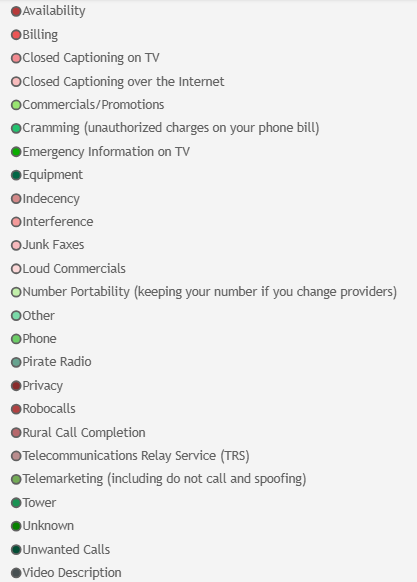 Availability
Billing
Closed Captioning on TV
Closed Captioning over the Internet
Commercials/Promotions
Cramming (unauthorized charges on your phone bill)
Emergency Information on TV
Equipment
Indecency
Interference
Junk Faxes
Loud Commercials
Number Portability (keeping your number if you change providers)
Other
Phone
Pirate Radio
Privacy
Robocalls
Rural Call Completion
Telecommunications Relay Service (TRS)
Telemarketing (including do not call and spoofing)
Tower
Unknown
Unwanted Calls
Video Description